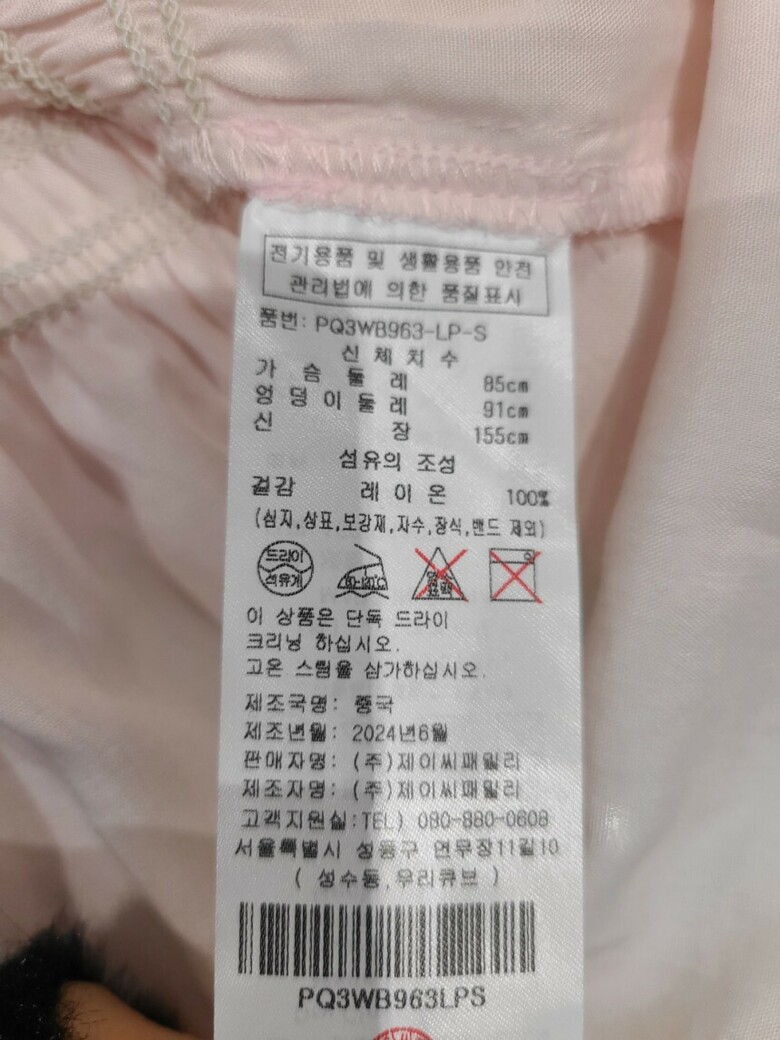 전기용품 및 생활용품 안전
관리법에 의한 품질표시
품번: PQ3WB963-LP-S
신 체 치 수
가 슴 둘 레 85cm
엉 덩 이 둘 레 91cm
신 장 155cm
섬유의 조성
겉감 레 이 온 100%
(심지,상표,보강재,자수,장식,밴드 제외)
드라이
석유계
이 상품은 단독 드라이
크리닝 하십시오.
고온 스팀을 삼가하십시오.
제조국명: 중국
제조년월: 2024년6월
판매자명: (주)제이씨패밀리
제조자명: (주)제이씨패밀리
고객지원실:TEL) 080-880-0608
서울특별시 성동구 연무장11길10
( 성수동,우리큐브 )
PQ3WB963LPS